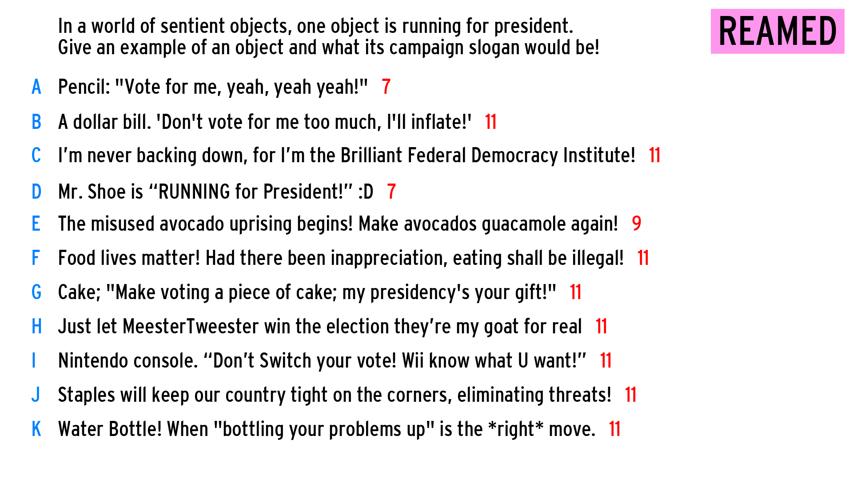 In a world of sentient objects, one object is running for president.
Give an example of an object and what its campaign slogan would be!
REAMED
A Pencil: "Vote for me, yeah, yeah yeah!" 7
B A dollar bill. 'Don't vote for me too much, I'll inflate!' 11
C I’m never backing down, for I’m the Brilliant Federal Democracy Institute! 11
D Mr. Shoe is “RUNNING for President!” :D 7
E The misused avocado uprising begins! Make avocados guacamole again! 9
F Food lives matter! Had there been inappreciation, eating shall be illegal! 11
G Cake; "Make voting a piece of cake; my presidency's your gift!" 11
H Just let MeesterTweester win the election they’re my goat for real 11
I Nintendo console. “Don’t Switch your vote! Wii know what U want!” 11
J Staples will keep our country tight on the corners, eliminating threats! 11
K Water Bottle! When "bottling your problems up" is the *right* move. 11